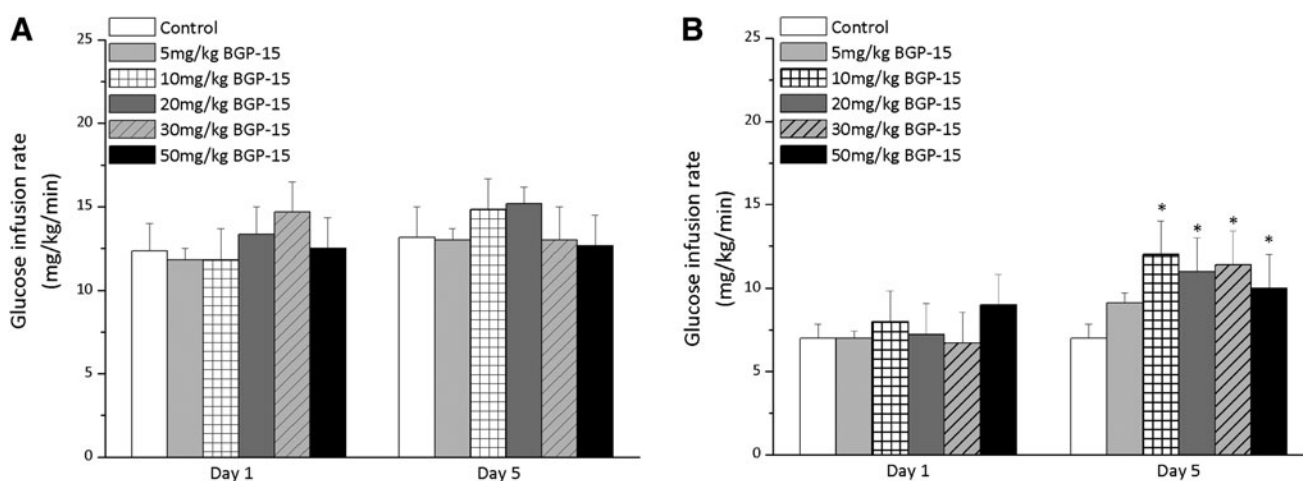 A
Control
5mg/kg BGP-15
10mg/kg BGP-15
20mg/kg BGP-15
30mg/kg BGP-15
50mg/kg BGP-15
Glucose infusion rate
(mg/kg/min)
25
20
15
10
5
0
Day 1
Day 5
B
Control
5mg/kg BGP-15
10mg/kg BGP-15
20mg/kg BGP-15
30mg/kg BGP-15
50mg/kg BGP-15
Glucose infusion rate
(mg/kg/min)
25
20
15
10
5
0
* * * *
Day 1
Day 5